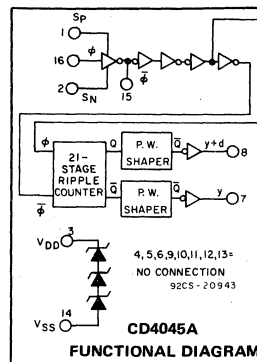 SP
1
16
φ
2
SN
φ̅
15
φ
Q
P. W.
SHAPER
Q̅
y+d
8
21-
STAGE
RIPPLE
COUNTER
φ̅
Q̅
P. W.
SHAPER
Q̅
y
7
VDD
3
4, 5, 6, 9, 10, 11, 12, 13=
NO CONNECTION
92CS-20943
14
VSS
CD4045A
FUNCTIONAL DIAGRAM